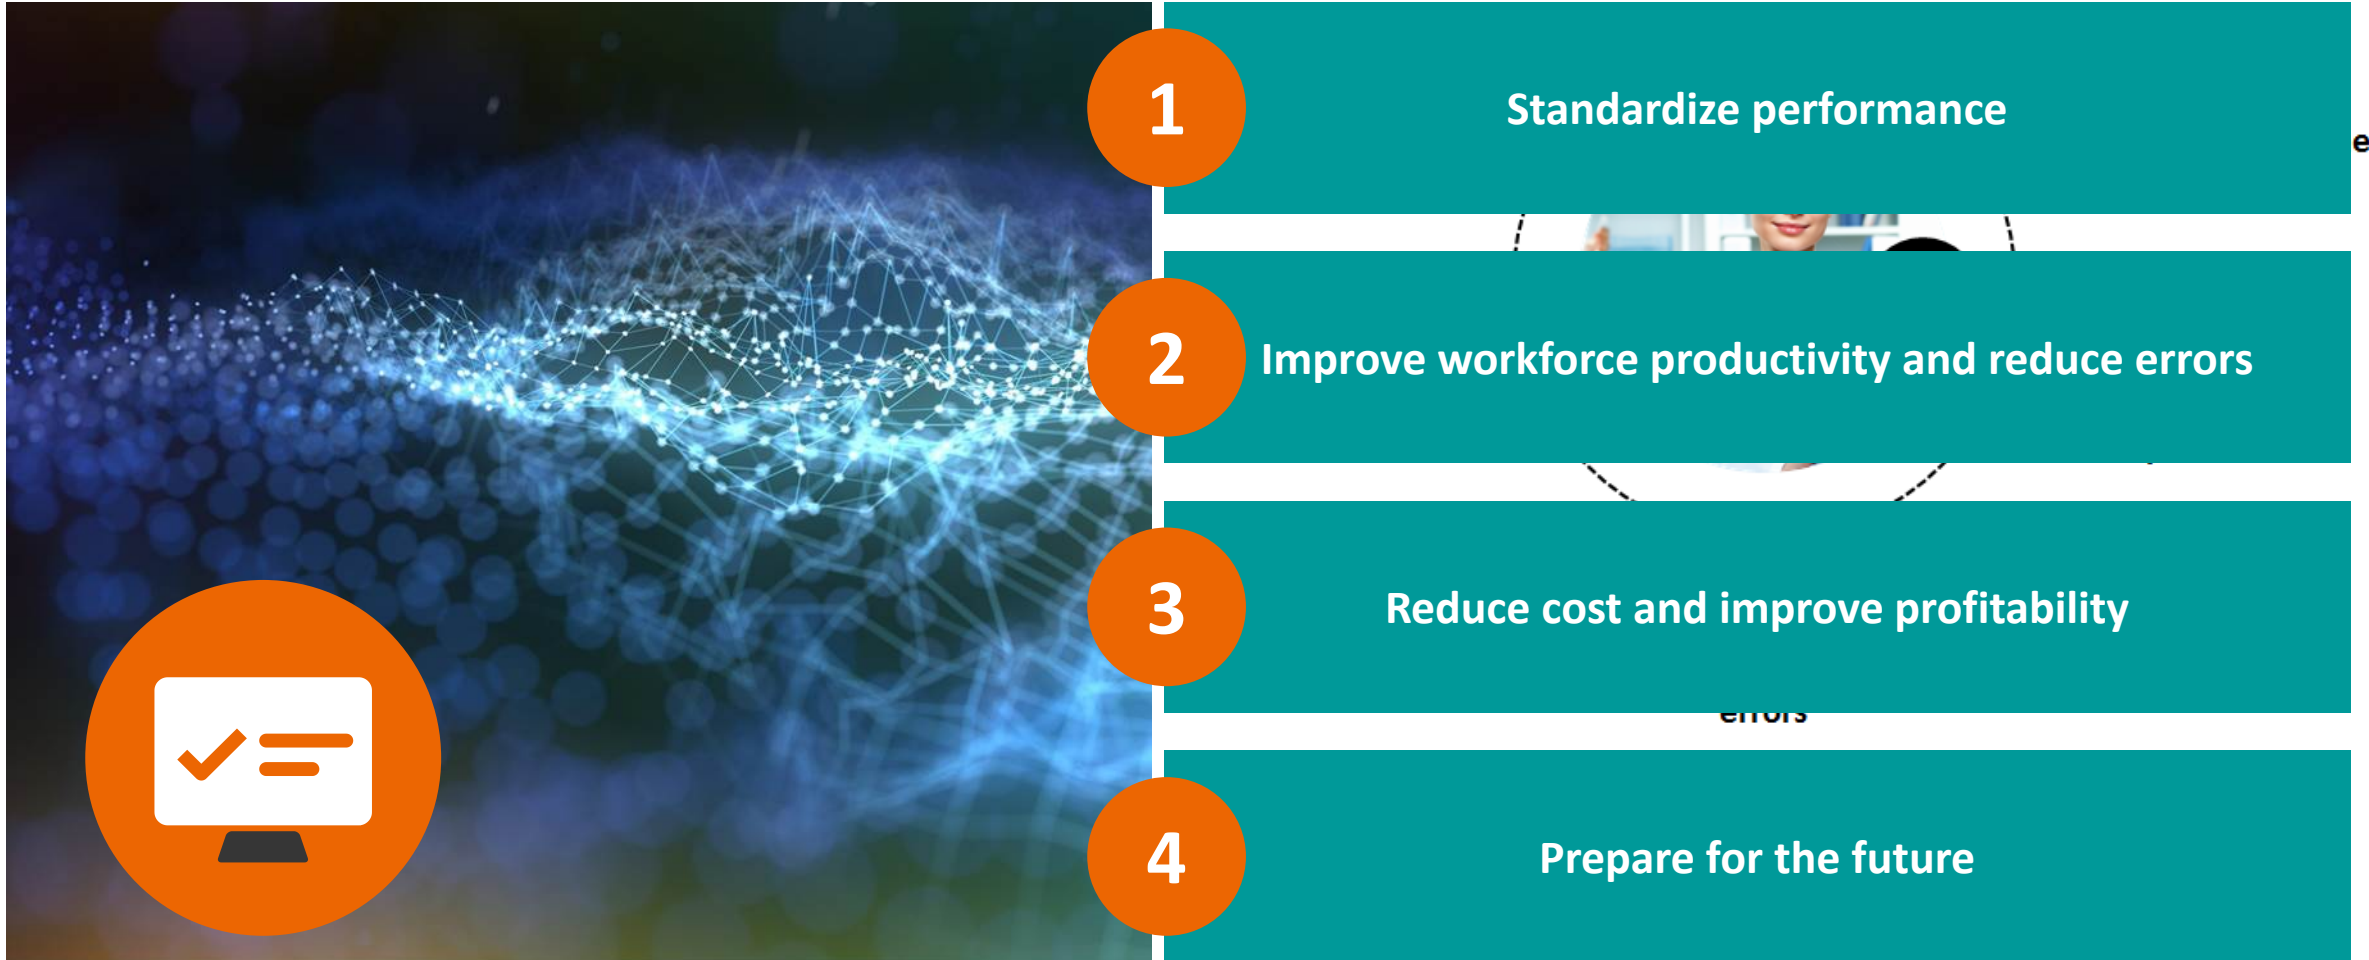 1
Standardize performance
e
2
Improve workforce productivity and reduce errors
3
Reduce cost and improve profitability
errors
4
Prepare for the future